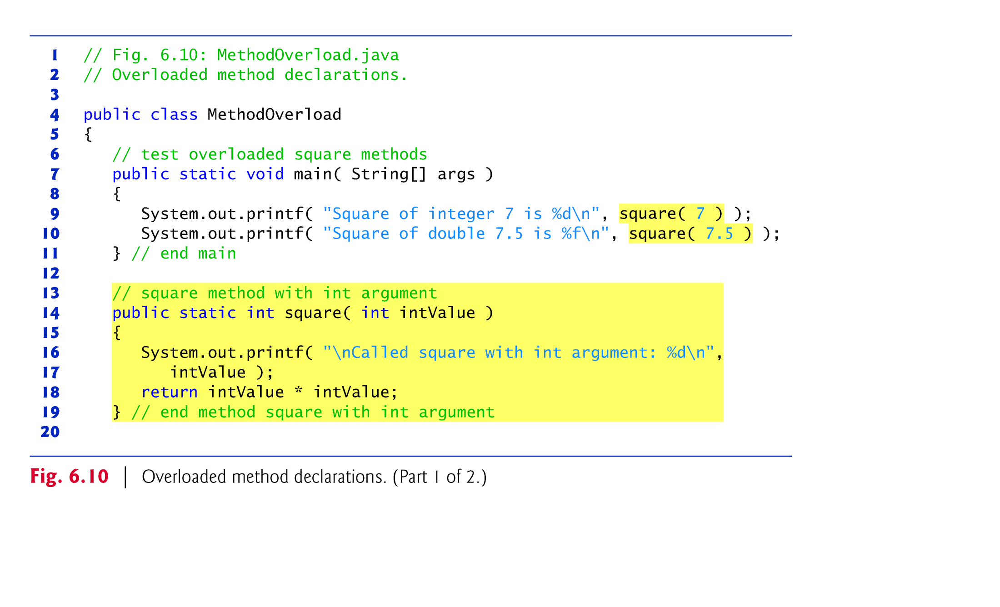 1 // Fig. 6.10: MethodOverload.java
2 // Overloaded method declarations.
3
4 public class MethodOverload
5 {
6    // test overloaded square methods
7    public static void main( String[] args )
8    {
9       System.out.printf( "Square of integer 7 is %d\n", square( 7 ) );
10       System.out.printf( "Square of double 7.5 is %f\n", square( 7.5 ) );
11    } // end main
12
13    // square method with int argument
14    public static int square( int intValue )
15    {
16       System.out.printf( "\nCalled square with int argument: %d\n",
17          intValue );
18       return intValue * intValue;
19    } // end method square with int argument
20
Fig. 6.10 | Overloaded method declarations. (Part 1 of 2.)